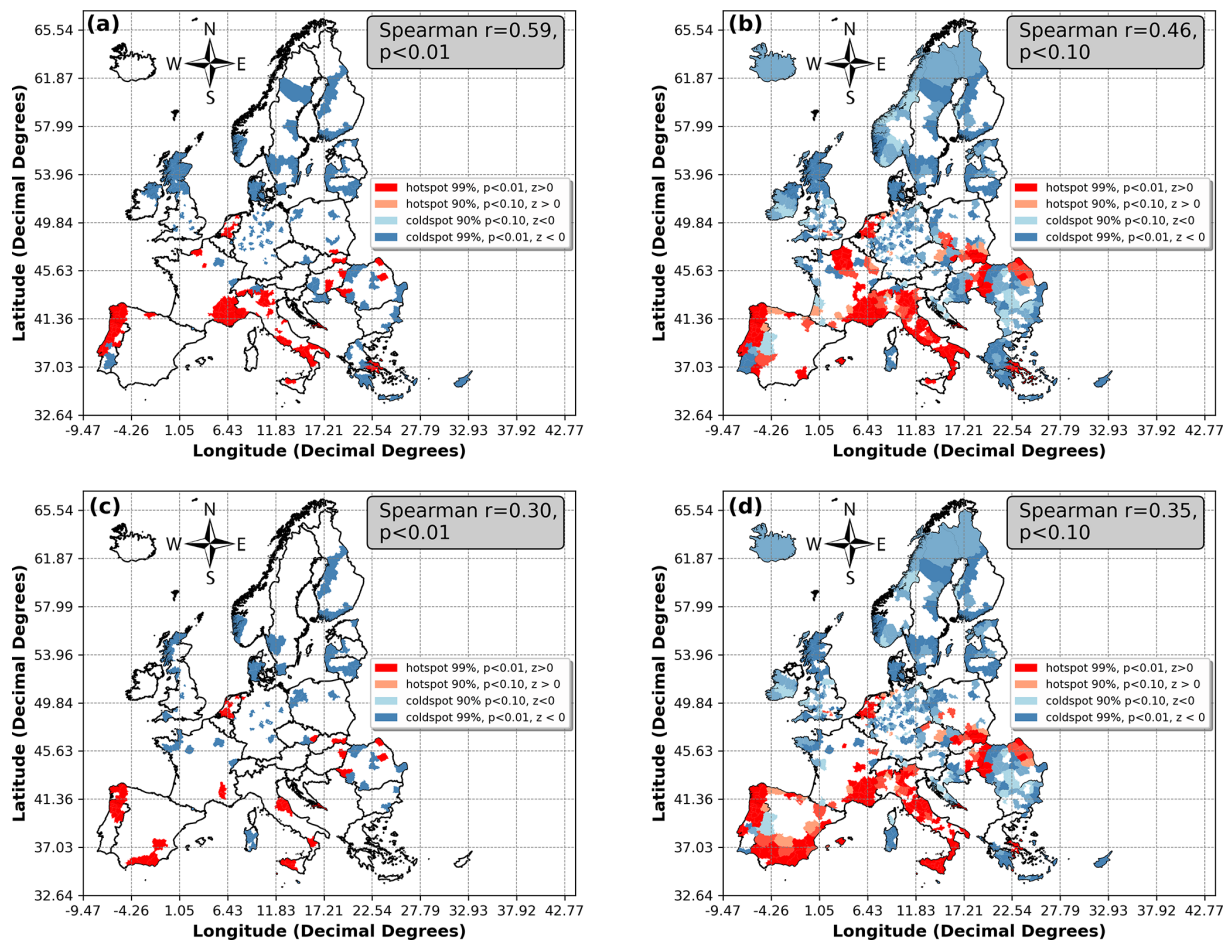 (a)
Spearman r=0.59,
p<0.01
N
W
E
S
65.54
61.87
57.99
53.96
49.84
45.63
41.36
37.03
32.64
Latitude (Decimal Degrees)
hotspot 99%, p<0.01, z>0
hotspot 90%, p<0.10, z > 0
coldspot 90% p<0.10, z<0
coldspot 99%, p<0.01, z < 0
-9.47 -4.26 1.05 6.43 11.83 17.21 22.54 27.79 32.93 37.92 42.77
Longitude (Decimal Degrees)
(b)
Spearman r=0.46,
p<0.10
N
W
E
S
65.54
61.87
57.99
53.96
49.84
45.63
41.36
37.03
32.64
Latitude (Decimal Degrees)
hotspot 99%, p<0.01, z>0
hotspot 90%, p<0.10, z > 0
coldspot 90% p<0.10, z<0
coldspot 99%, p<0.01, z < 0
-9.47 -4.26 1.05 6.43 11.83 17.21 22.54 27.79 32.93 37.92 42.77
Longitude (Decimal Degrees)
(c)
Spearman r=0.30,
p<0.01
N
W
E
S
65.54
61.87
57.99
53.96
49.84
45.63
41.36
37.03
32.64
Latitude (Decimal Degrees)
hotspot 99%, p<0.01, z>0
hotspot 90%, p<0.10, z > 0
coldspot 90% p<0.10, z<0
coldspot 99%, p<0.01, z < 0
-9.47 -4.26 1.05 6.43 11.83 17.21 22.54 27.79 32.93 37.92 42.77
Longitude (Decimal Degrees)
(d)
Spearman r=0.35,
p<0.10
N
W
E
S
65.54
61.87
57.99
53.96
49.84
45.63
41.36
37.03
32.64
Latitude (Decimal Degrees)
hotspot 99%, p<0.01, z>0
hotspot 90%, p<0.10, z > 0
coldspot 90% p<0.10, z<0
coldspot 99%, p<0.01, z < 0
-9.47 -4.26 1.05 6.43 11.83 17.21 22.54 27.79 32.93 37.92 42.77
Longitude (Decimal Degrees)